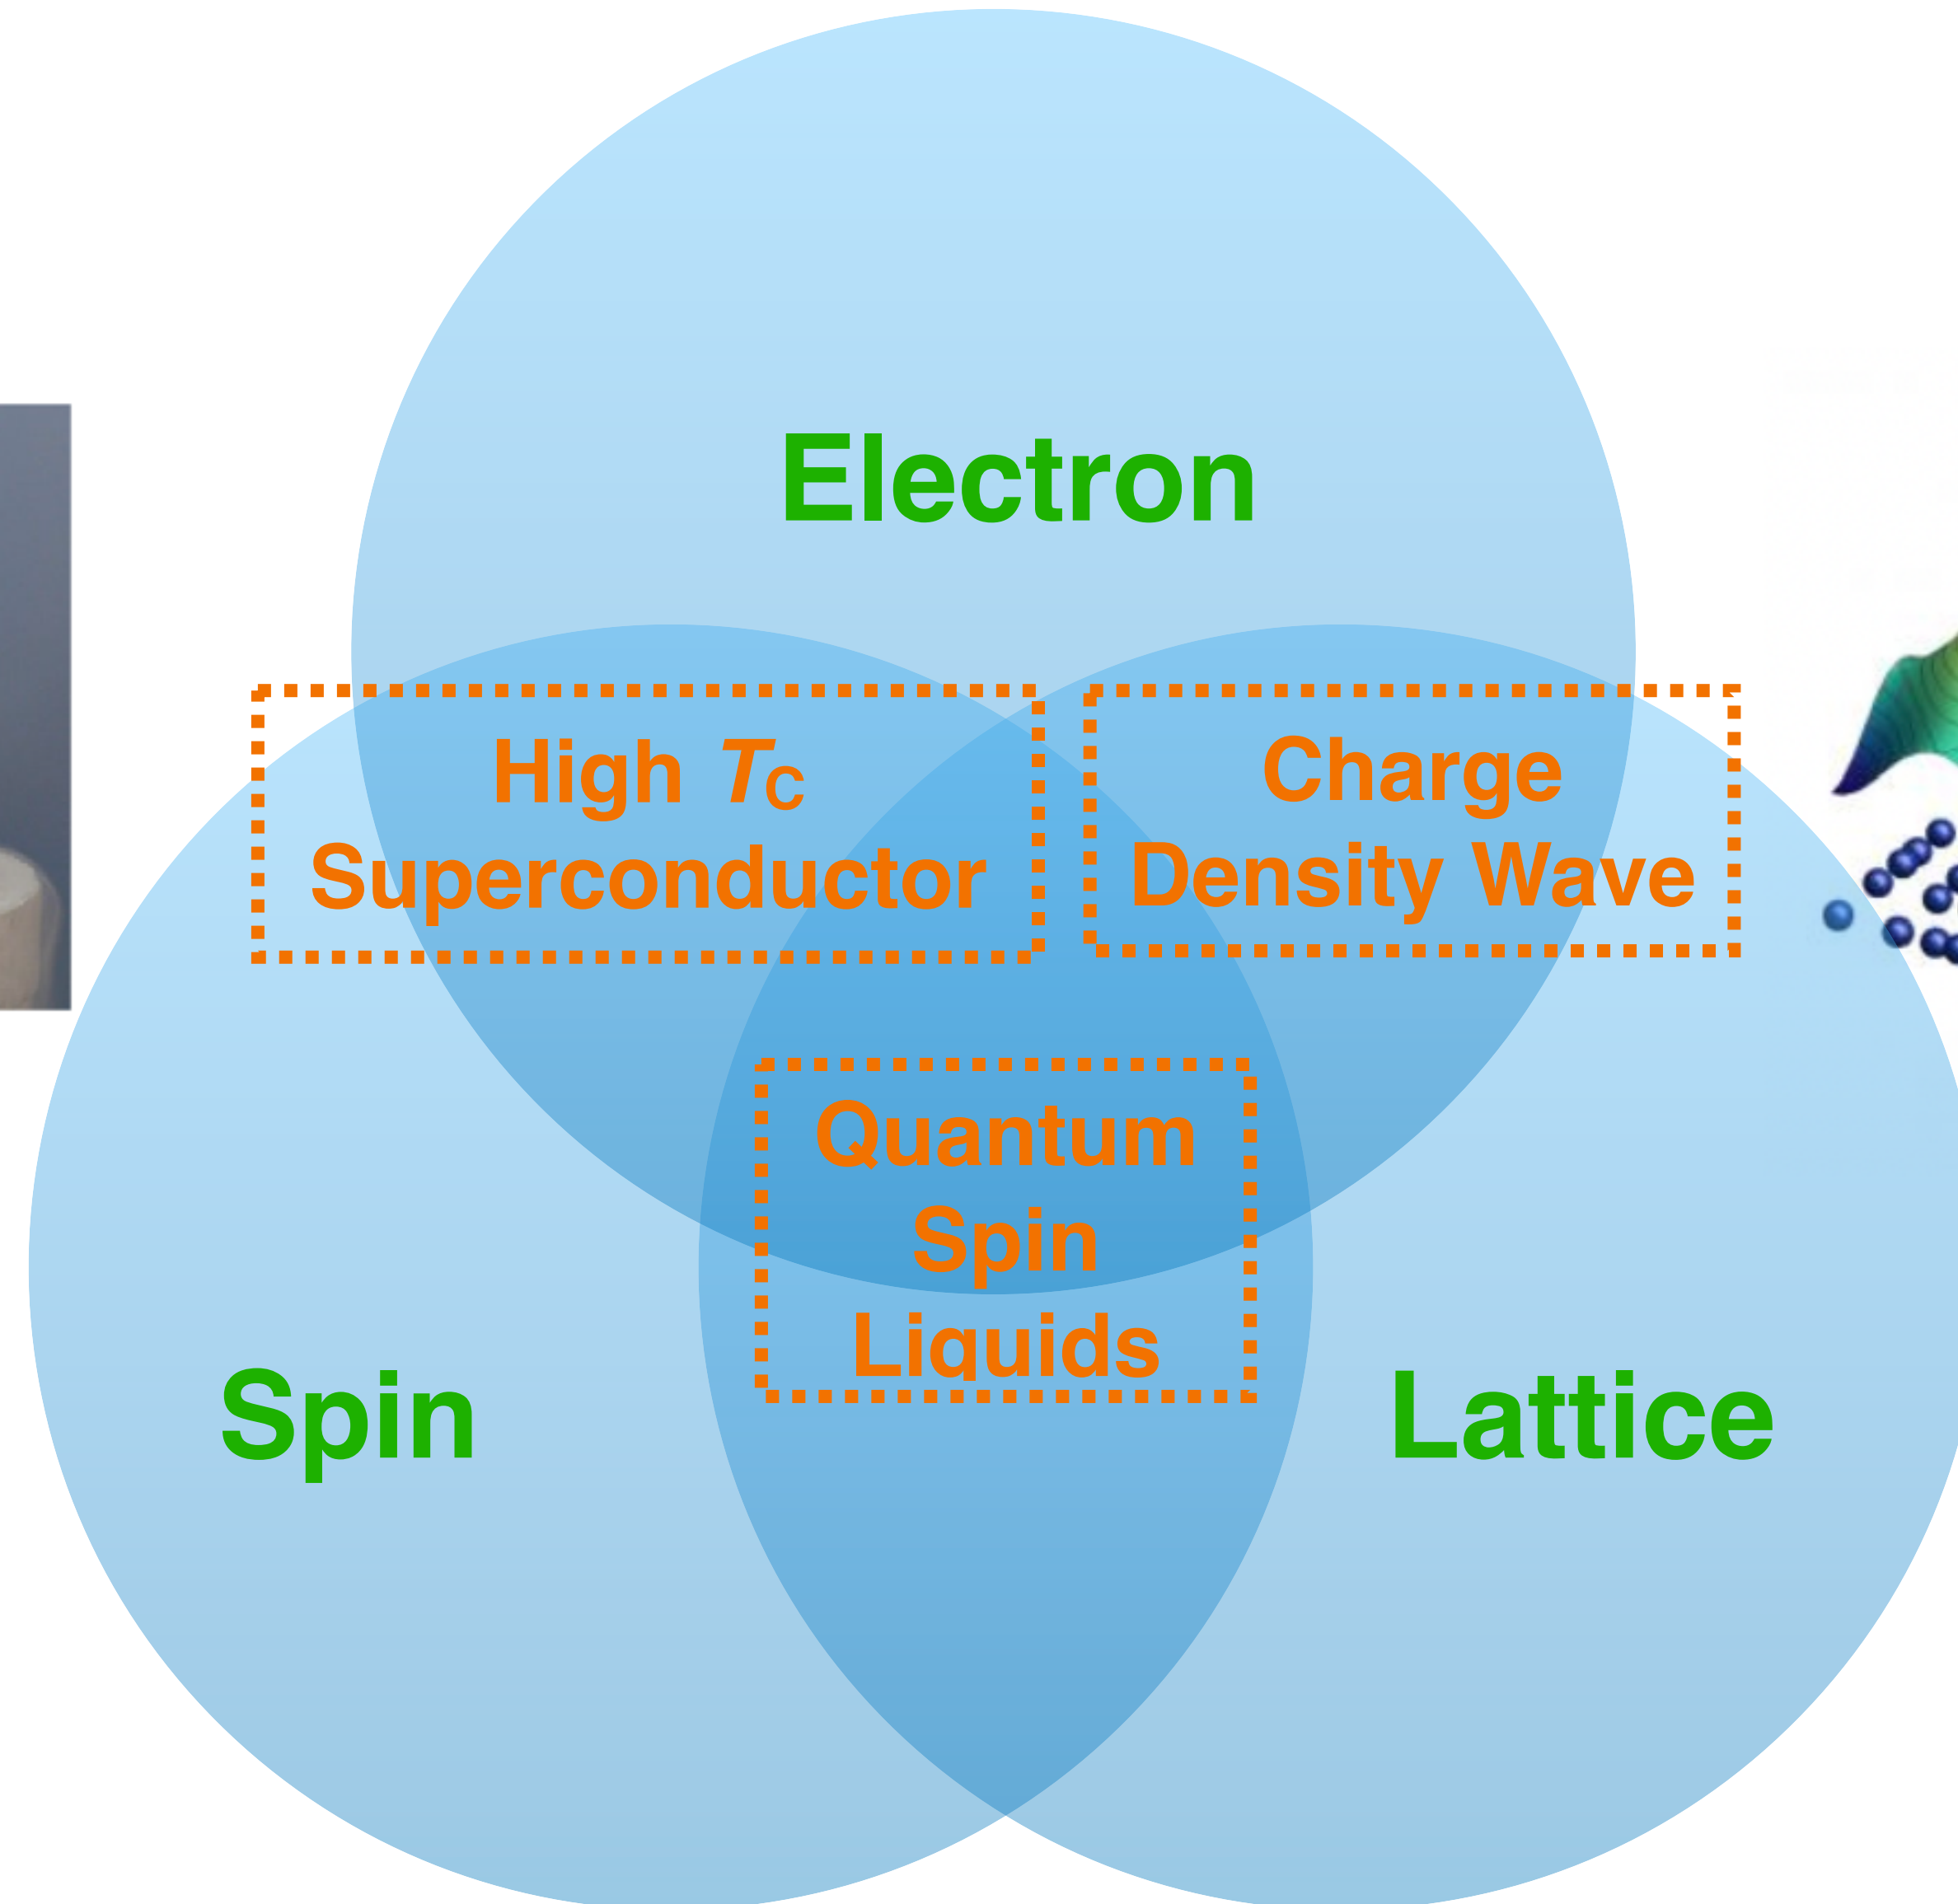 Electron
High Tc
Superconductor
Charge
Density Wave
Quantum
Spin
Liquids
Spin
Lattice